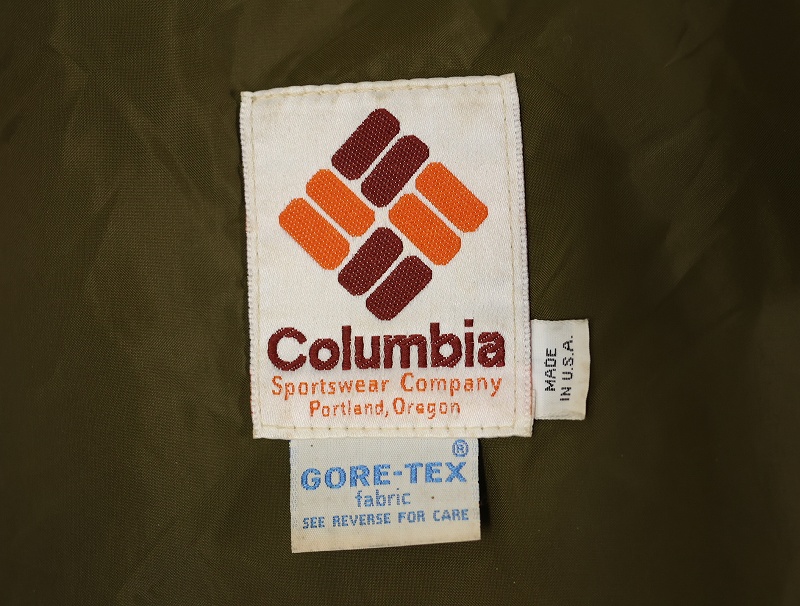 Columbia
Sportswear Company
Portland, Oregon
MADE
IN U.S.A.
GORE-TEX®
fabric
SEE REVERSE FOR CARE